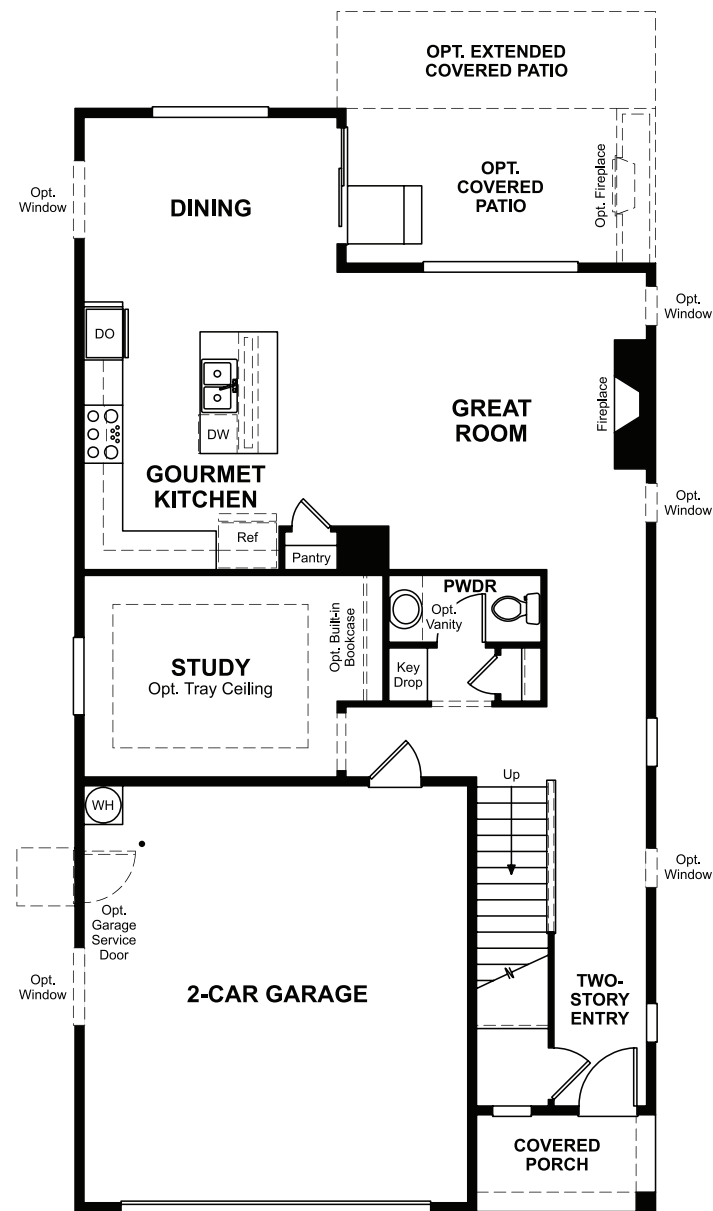 OPT. EXTENDED
COVERED PATIO
OPT.
COVERED
PATIO
Opt. Fireplace
Opt.
Window
DINING
Opt.
Window
DO
DW
GREAT
ROOM
Fireplace
GOURMET
KITCHEN
Opt.
Window
Ref
Pantry
PWDR
Opt.
Vanity
STUDY
Opt. Tray Ceiling
Opt. Built-in
Bookcase
Key
Drop
Up
WH
Opt.
Window
Opt.
Garage
Service
Door
Opt.
Window
2-CAR GARAGE
TWO-
STORY
ENTRY
COVERED
PORCH